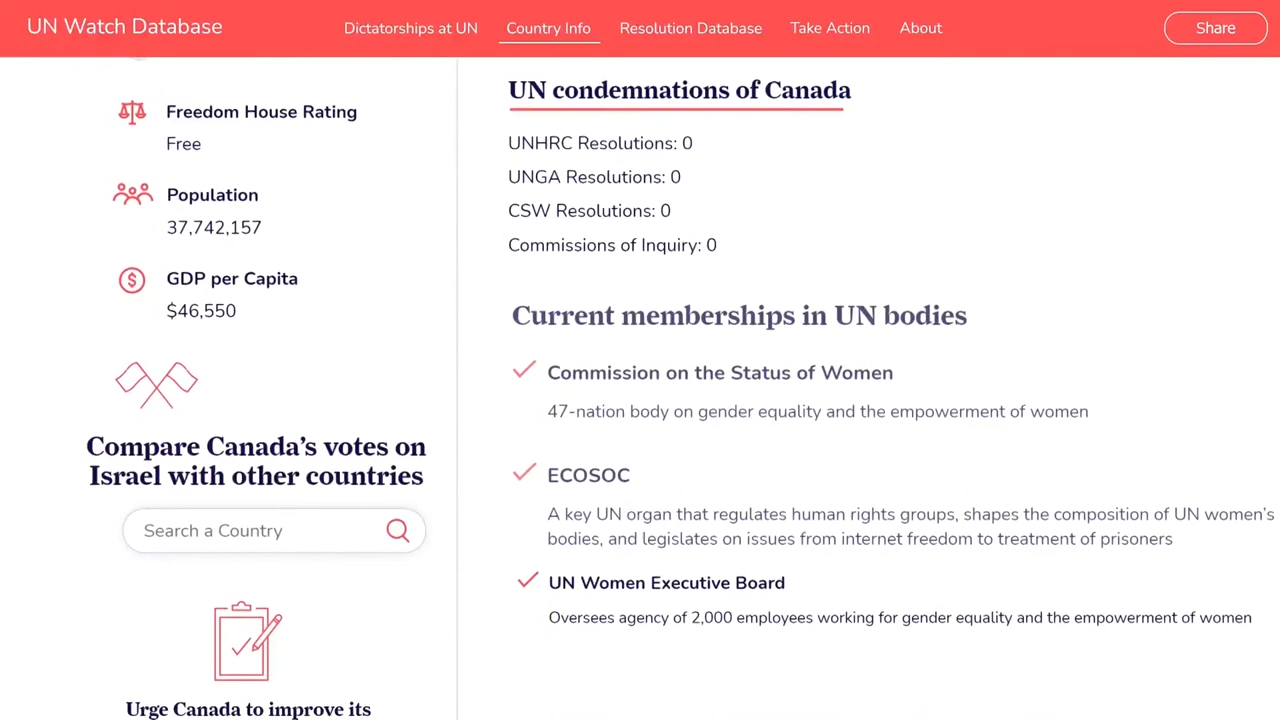 UN Watch Database
Dictatorships at UN
Country Info
Resolution Database
Take Action
About
Share
Freedom House Rating
Free
Population
37,742,157
GDP per Capita
$46,550
Compare Canada’s votes on
Israel with other countries
Search a Country
Urge Canada to improve its
UN condemnations of Canada
UNHRC Resolutions: 0
UNGA Resolutions: 0
CSW Resolutions: 0
Commissions of Inquiry: 0
Current memberships in UN bodies
Commission on the Status of Women
47-nation body on gender equality and the empowerment of women
ECOSOC
A key UN organ that regulates human rights groups, shapes the composition of UN women’s
bodies, and legislates on issues from internet freedom to treatment of prisoners
UN Women Executive Board
Oversees agency of 2,000 employees working for gender equality and the empowerment of women